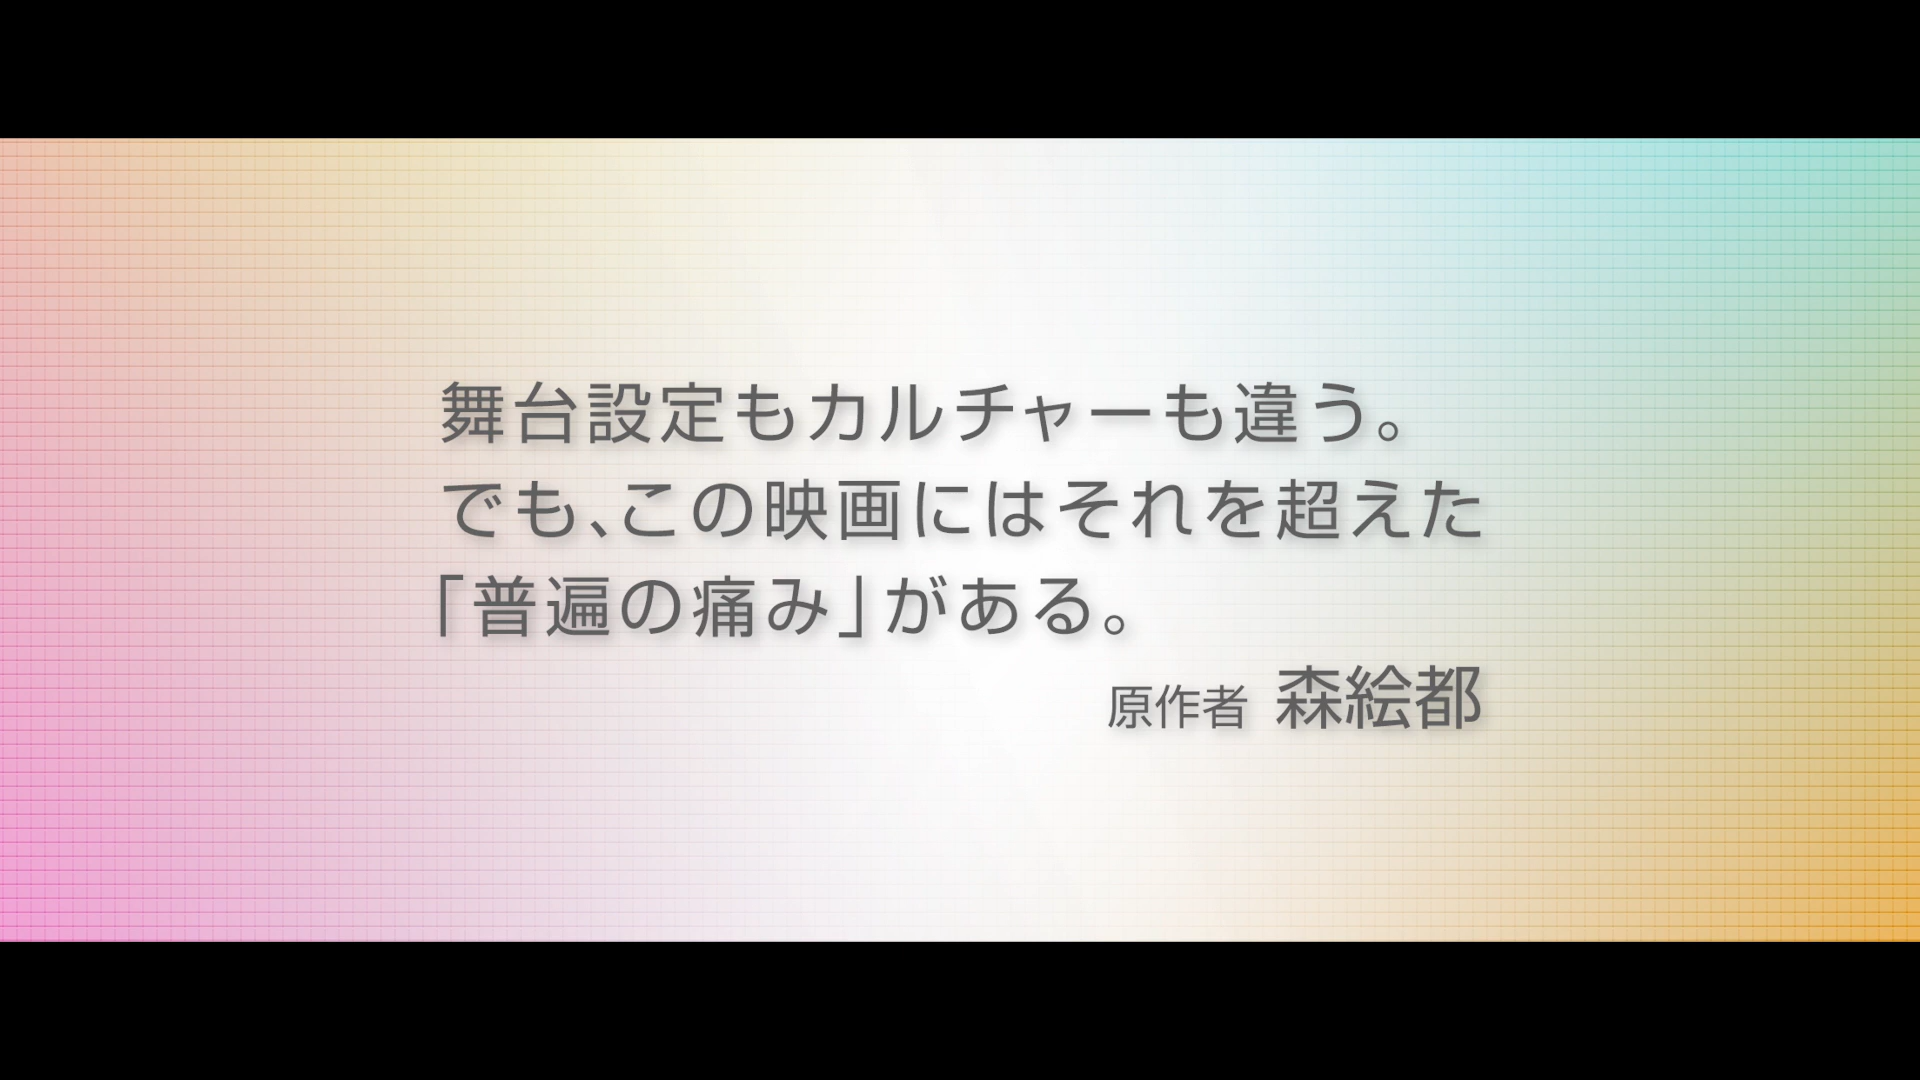 舞台設定もカルチャーも違う。
でも、この映画にはそれを超えた
「普遍の痛み」がある。
原作者 森絵都